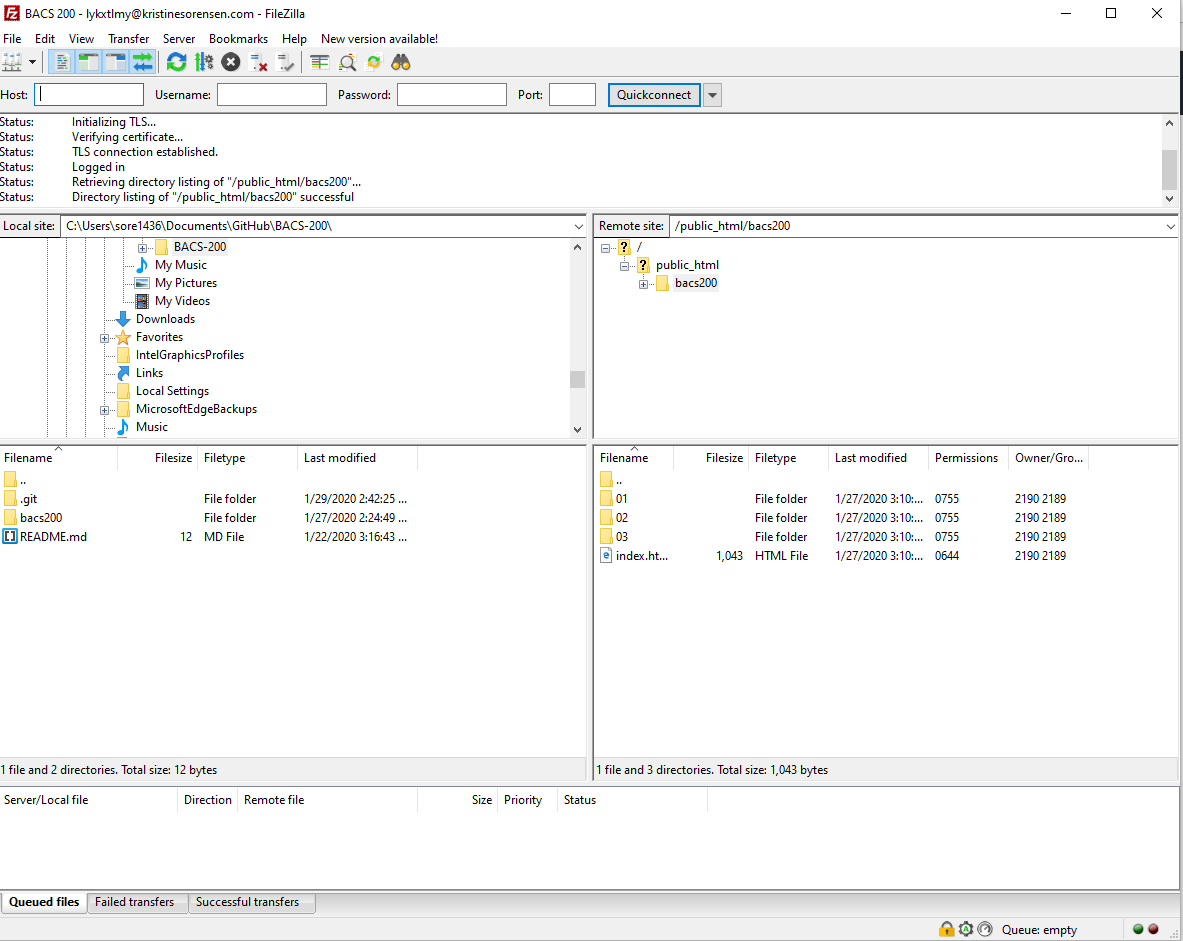 BACS 200 - lykxtlmy@kristinesorensen.com - FileZilla
File Edit View Transfer Server Bookmarks Help New version available!
Host: Username: Password: Port: Quickconnect
Status: Initializing TLS...
Status: Verifying certificate...
Status: TLS connection established.
Status: Logged in
Status: Retrieving directory listing of "/public_html/bacs200"...
Status: Directory listing of "/public_html/bacs200" successful
Local site: C:\Users\sore1436\Documents\GitHub\BACS-200\
BACS-200
My Music
My Pictures
My Videos
Downloads
Favorites
IntelGraphicsProfiles
Links
Local Settings
MicrosoftEdgeBackups
Music
Remote site: /public_html/bacs200
/
public_html
bacs200
Filename Filesize Filetype Last modified
..
.git File folder 1/29/2020 2:42:25 ...
bacs200 File folder 1/27/2020 2:24:49 ...
README.md 12 MD File 1/22/2020 3:16:43 ...
1 file and 2 directories. Total size: 12 bytes
Filename Filesize Filetype Last modified Permissions Owner/Gro...
..
01 File folder 1/27/2020 3:10:... 0755 2190 2189
02 File folder 1/27/2020 3:10:... 0755 2190 2189
03 File folder 1/27/2020 3:10:... 0755 2190 2189
index.ht... 1,043 HTML File 1/27/2020 3:10:... 0644 2190 2189
1 file and 3 directories. Total size: 1,043 bytes
Server/Local file Direction Remote file Size Priority Status
Queued files Failed transfers Successful transfers
Queue: empty